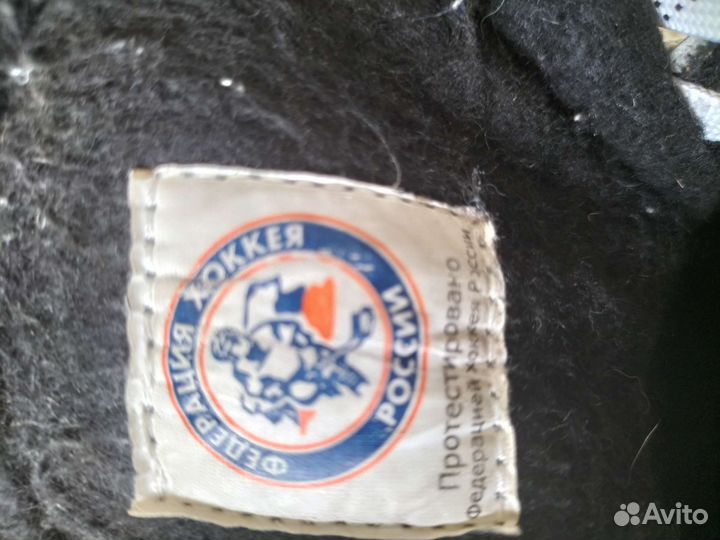 ФЕДЕРАЦИЯ ХОККЕЯ РОССИИ
Протестировано
Федерацией Хоккея России
Avito